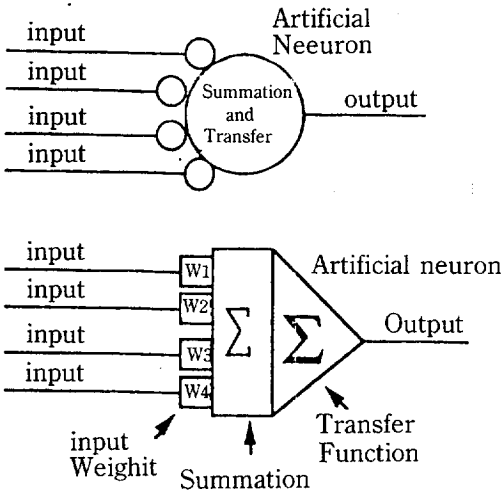 input
Artificial
Neeuron
input
Summation
and
Transfer
output
input
input
input
Artificial neuron
W1
input
W2
Σ
Σ
Output
input
W3
input
W4
input
Weighit
Summation
Transfer
Function